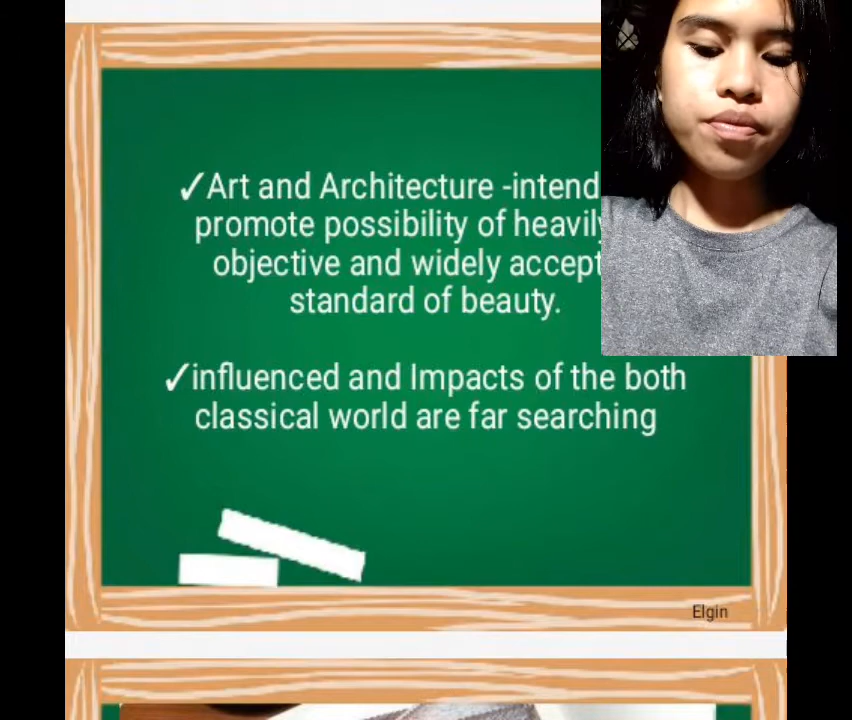 ✓Art and Architecture -intend
promote possibility of heavily
objective and widely accept
standard of beauty.
✓influenced and Impacts of the both
classical world are far searching
Elgin